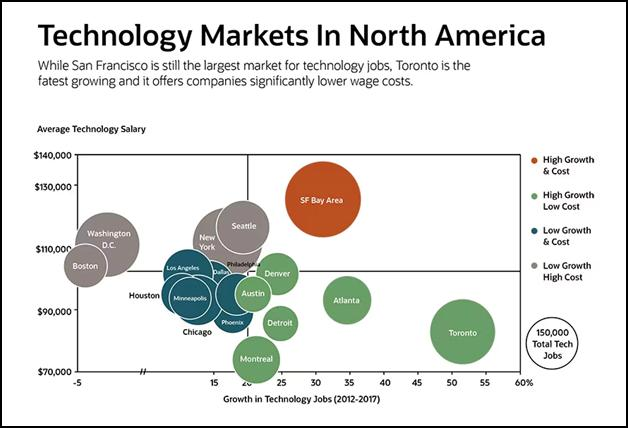 Technology Markets In North America
While San Francisco is still the largest market for technology jobs, Toronto is the
fatest growing and it offers companies significantly lower wage costs.
Average Technology Salary
$140,000
$130,000
$110,000
$90,000
$70,000
Washington
D.C.
Boston
New
York
Seattle
Philadelphia
SF Bay Area
Los Angeles
Dallas
Houston
Minneapolis
Chicago
Phoenix
Austin
Denver
Detroit
Montreal
Atlanta
Toronto
High Growth
& Cost
High Growth
Low Cost
Low Growth
& Cost
Low Growth
High Cost
150,000
Total Tech
Jobs
-5 // 15 20 25 30 35 40 45 50 55 60%
Growth in Technology Jobs (2012-2017)